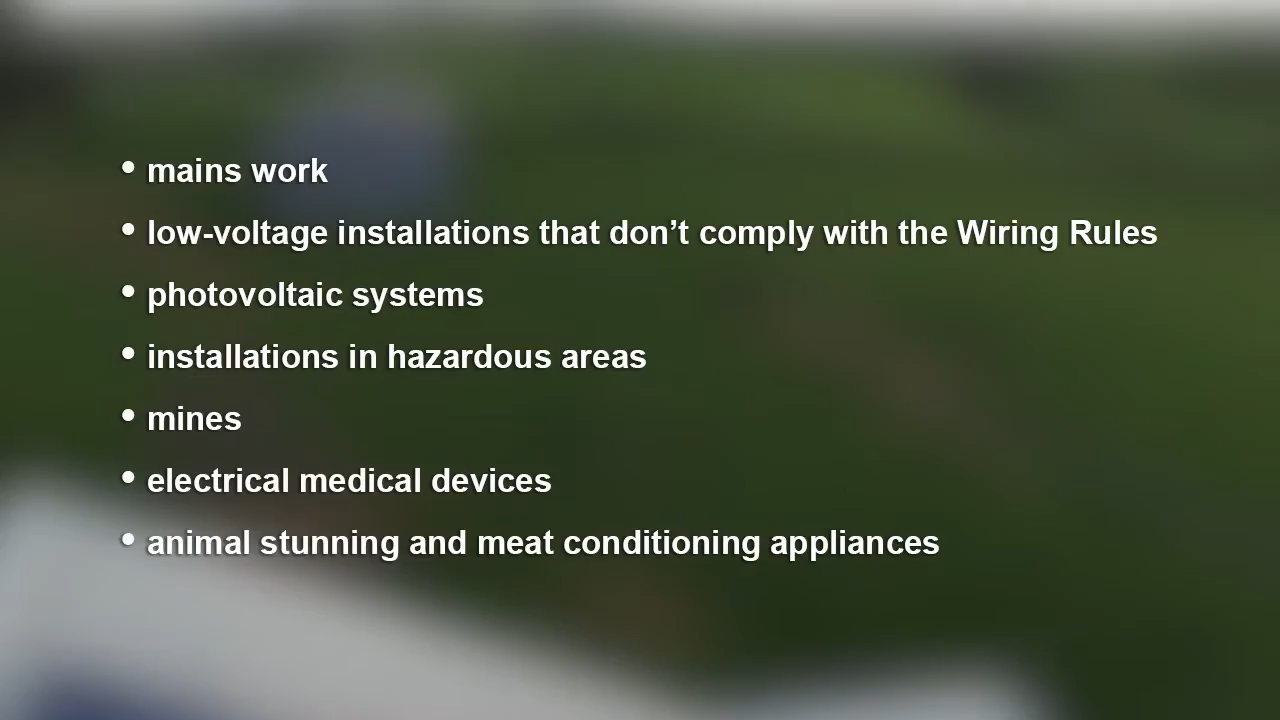 • mains work
• low-voltage installations that don’t comply with the Wiring Rules
• photovoltaic systems
• installations in hazardous areas
• mines
• electrical medical devices
• animal stunning and meat conditioning appliances